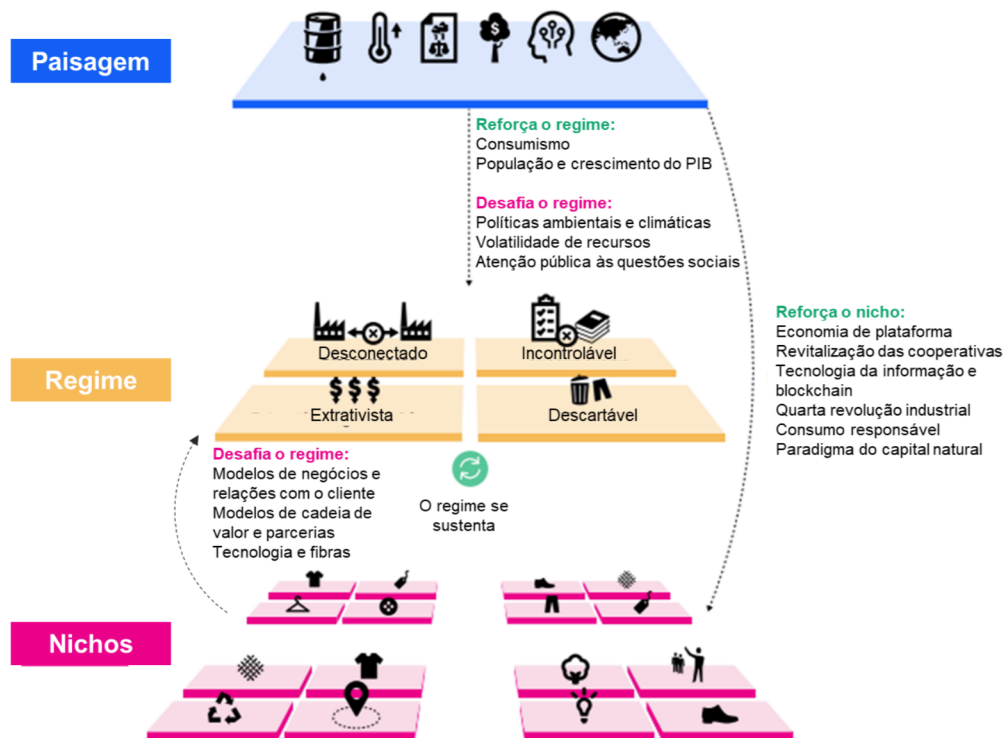 Paisagem
Reforça o regime:
Consumismo
População e crescimento do PIB
Desafia o regime:
Políticas ambientais e climáticas
Volatilidade de recursos
Atenção pública às questões sociais
Reforça o nicho:
Economia de plataforma
Revitalização das cooperativas
Tecnologia da informação e
blockchain
Quarta revolução industrial
Consumo responsável
Paradigma do capital natural
Regime
Desconectado
Incontrolável
$ $ $
Extrativista
Descartável
Desafia o regime:
Modelos de negócios e
relações com o cliente
Modelos de cadeia de
valor e parcerias
Tecnologia e fibras
O regime se
sustenta
Nichos